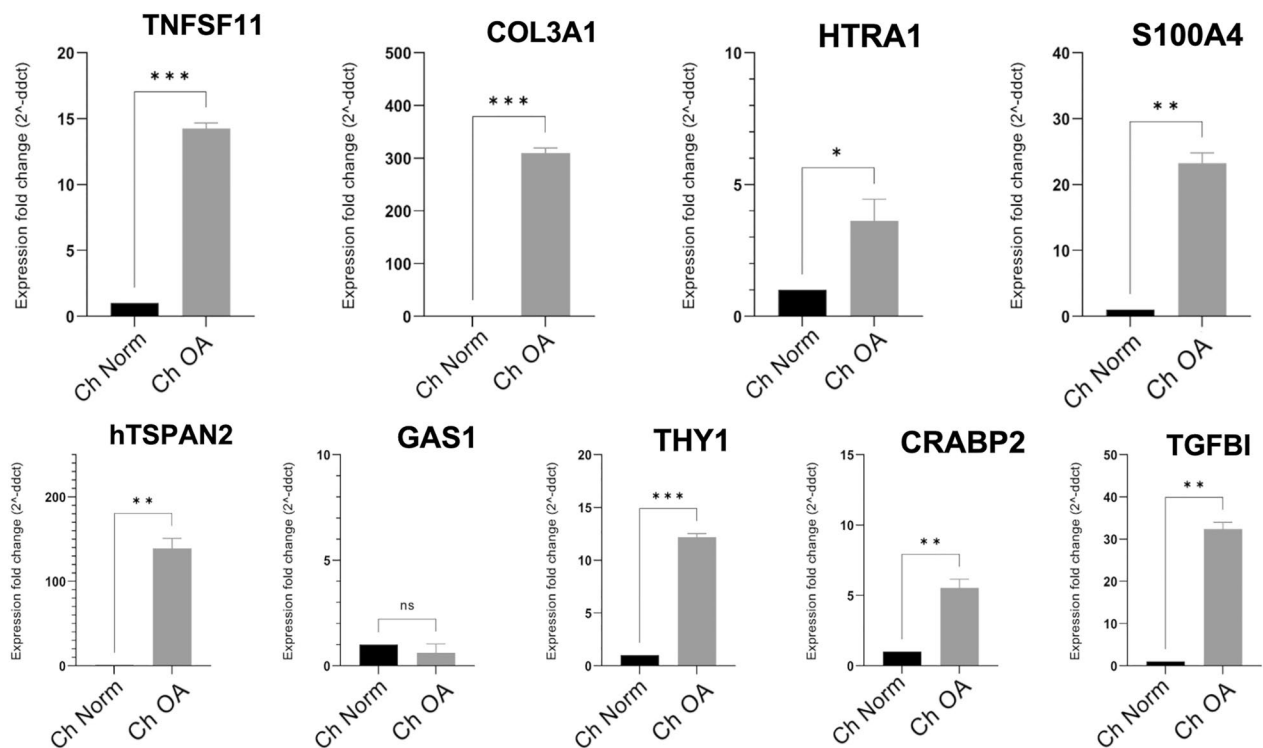 TNFSF11
Expression fold change (2^-ddct)
20
15
10
5
0
***
Ch Norm
Ch OA
COL3A1
Expression fold change (2^-ddct)
500
400
300
200
100
0
***
Ch Norm
Ch OA
HTRA1
Expression fold change (2^-ddct)
10
5
0
*
Ch Norm
Ch OA
S100A4
Expression fold change (2^-ddct)
40
30
20
10
0
**
Ch Norm
Ch OA
hTSPAN2
Expression fold change (2^-ddct)
200
100
0
**
Ch Norm
Ch OA
GAS1
Expression fold change (2^-ddct)
10
5
0
ns
Ch Norm
Ch OA
THY1
Expression fold change (2^-ddct)
20
15
10
5
0
***
Ch Norm
Ch OA
CRABP2
Expression fold change (2^-ddct)
15
10
5
0
**
Ch Norm
Ch OA
TGFBI
Expression fold change (2^-ddct)
50
40
30
20
10
0
**
Ch Norm
Ch OA